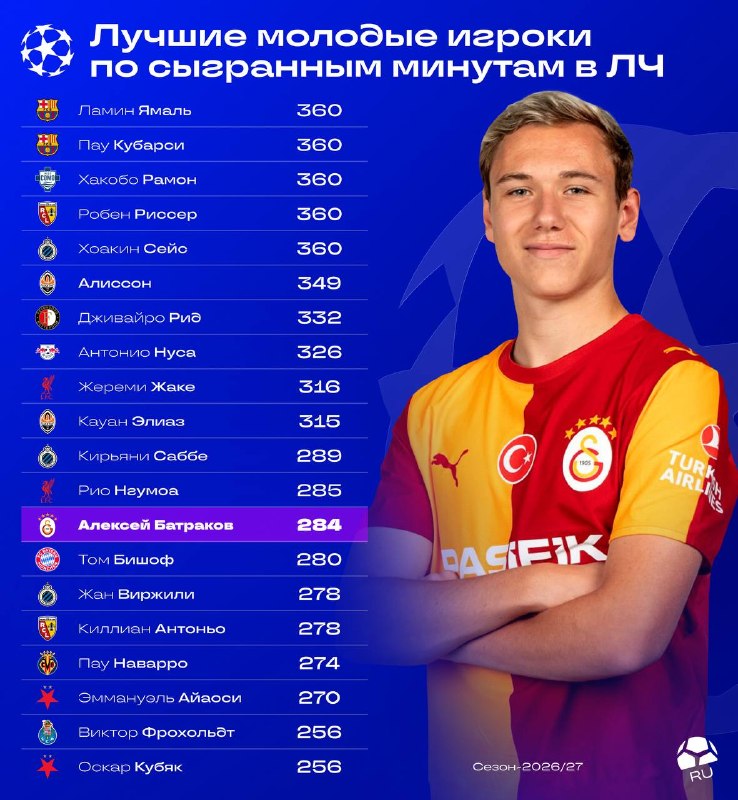 Лучшие молодые игроки
по сыгранным минутам в ЛЧ
Ламин Ямаль 360
Пау Кубарси 360
Хакобо Рамон 360
Робен Риссер 360
Хоакин Сейс 360
Алиссон 349
Дживайро Рид 332
Антонио Нуса 326
Жереми Жаке 316
Кауан Элиаз 315
Кирьяни Саббе 289
Рио Нгумоа 285
Алексей Батраков 284
Том Бишоф 280
Жан Виржили 278
Киллиан Антоньо 278
Пау Наварро 274
Эммануэль Айаоси 270
Виктор Фрохольдт 256
Оскар Кубяк 256
1905
TURKISH
AIRLINES
Сезон-2026/27
RU